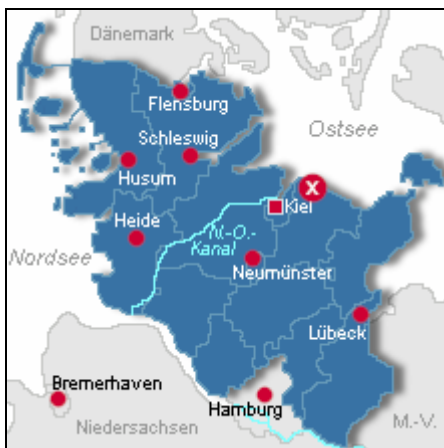 Dänemark
Flensburg
Ostsee
Schleswig
Husum
X
Kiel
Heide
N.-O.-
Kanal
Nordsee
Neumünster
Lübeck
Bremerhaven
Hamburg
Niedersachsen
M.-V.